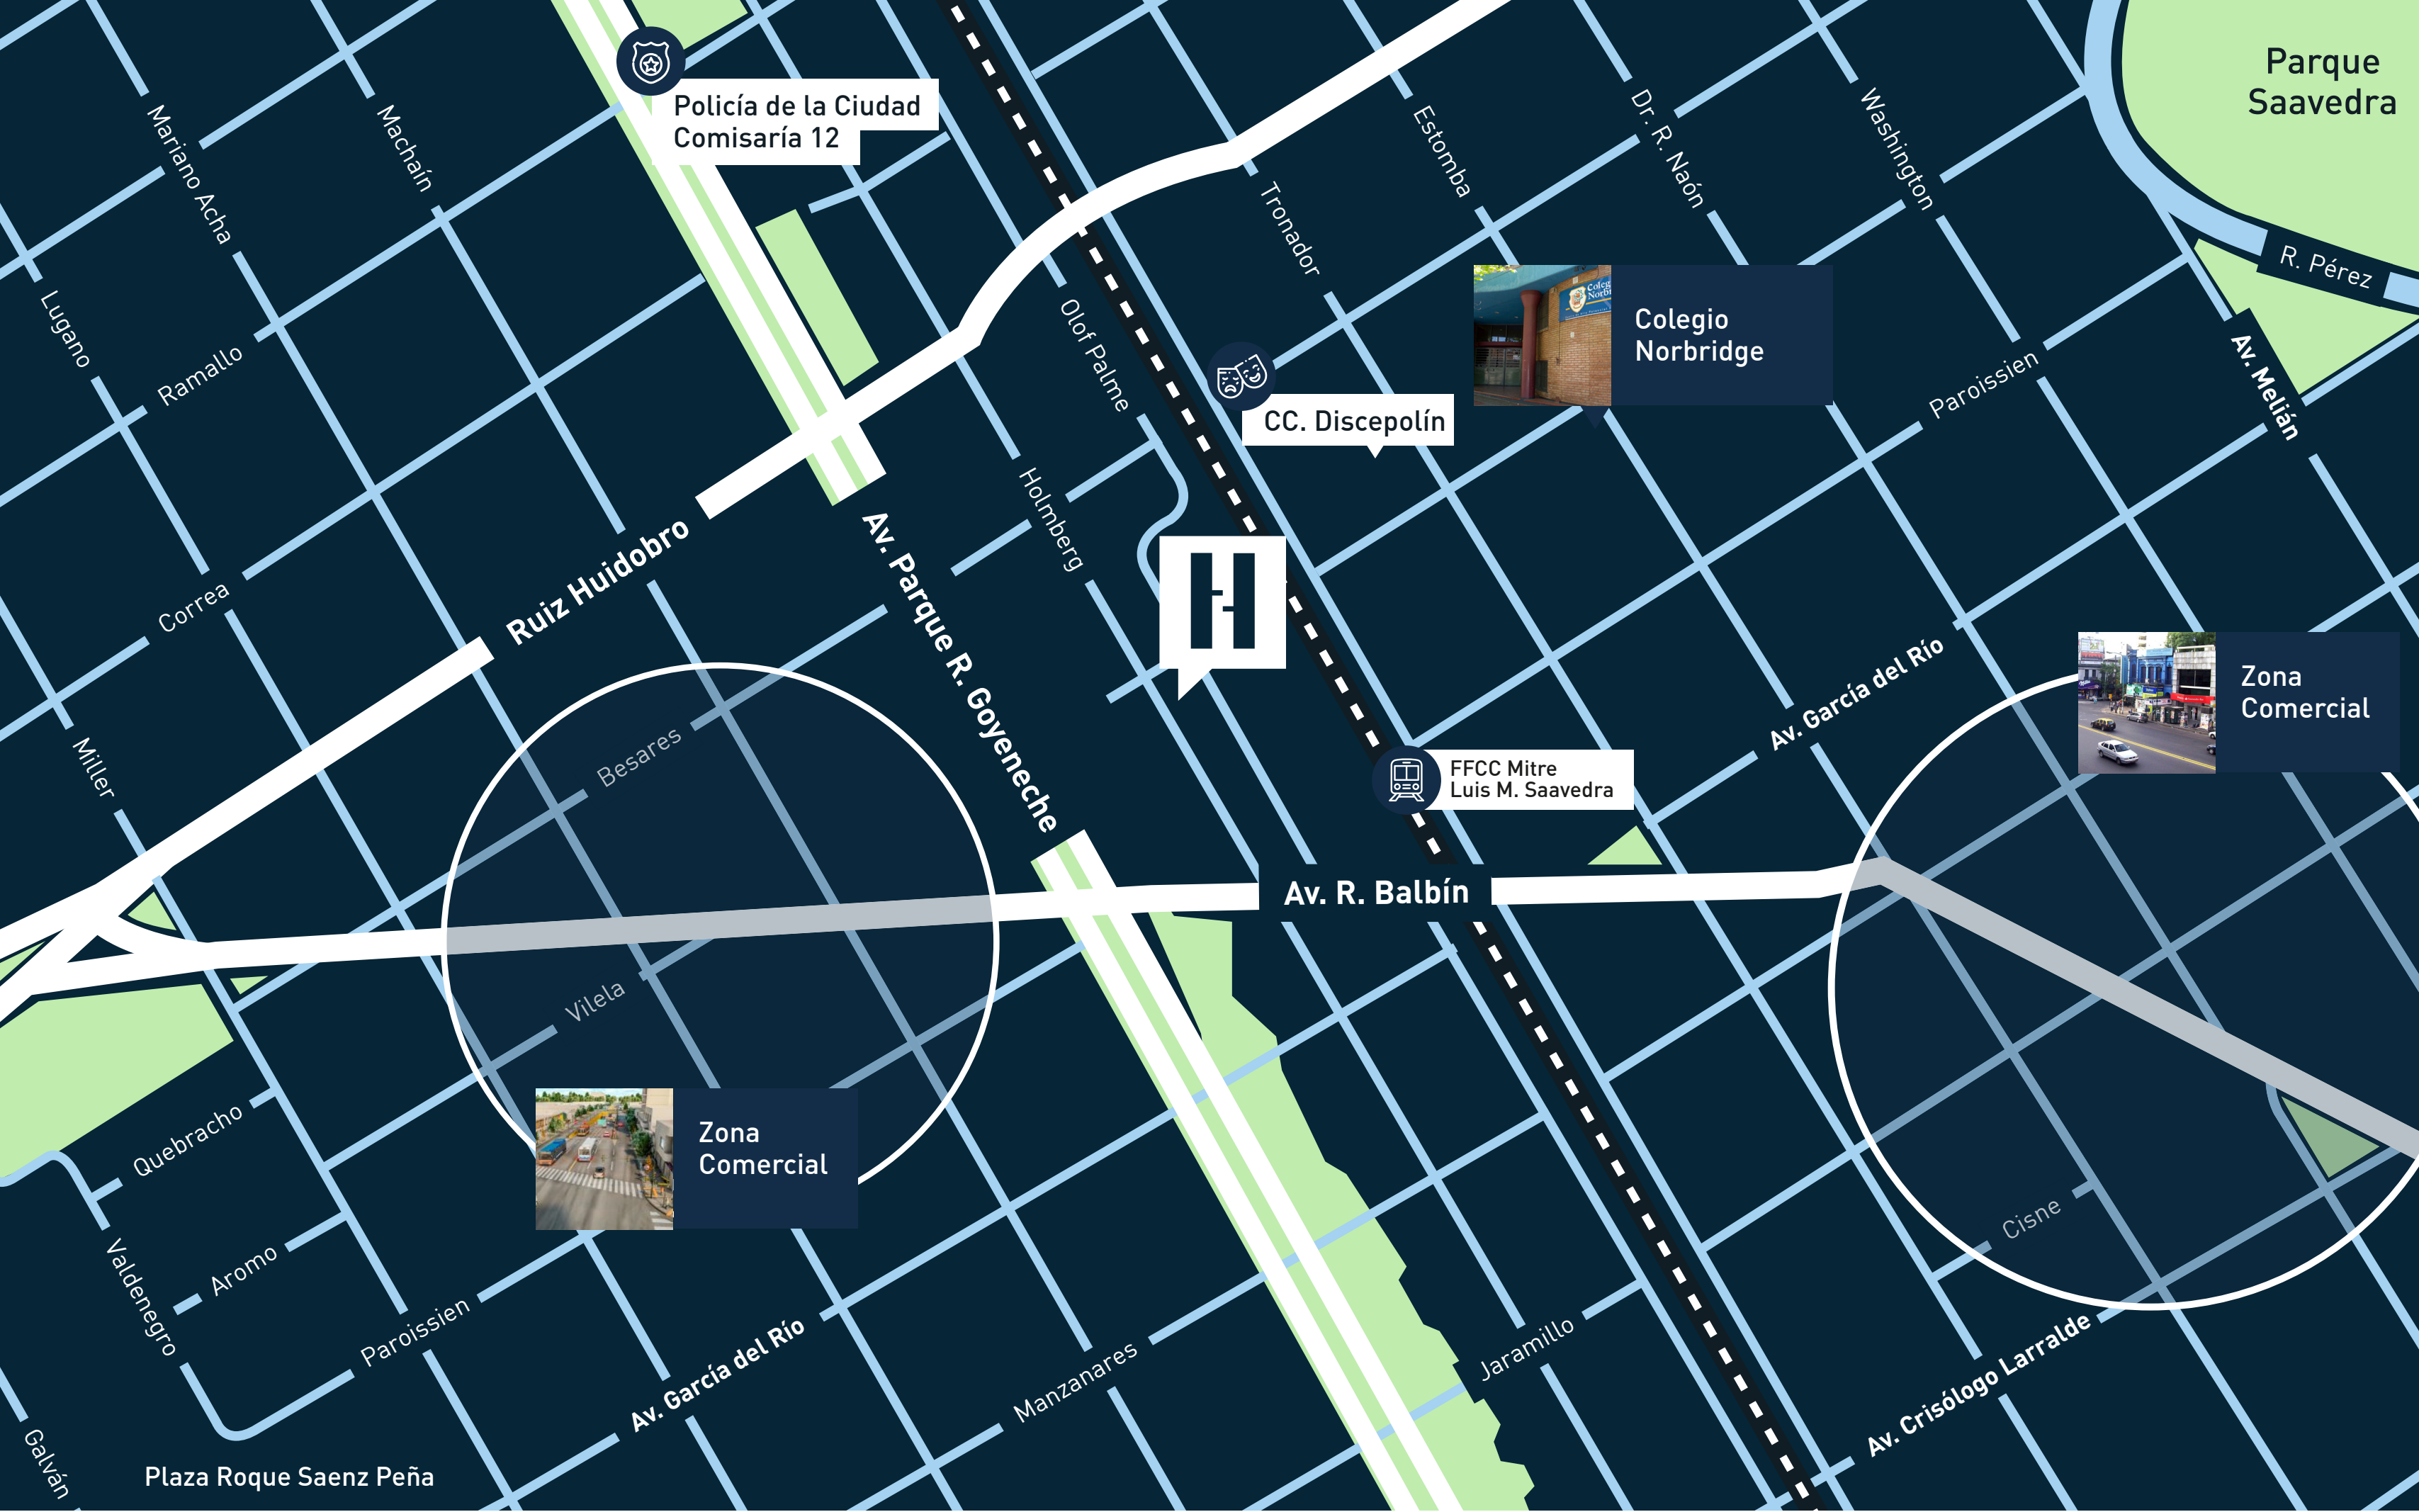 Parque
Saavedra
Policía de la Ciudad
Comisaría 12
Mariano Acha
Machaín
Estomba
Dr. R. Naón
Washington
Tronador
R. Pérez
Lugano
Olof Palme
Colegio
Norbridge
Ramallo
Av. Melián
Paroissien
CC. Discepolín
Holmberg
Ruiz Huidobro
Av. Parque R. Goyeneche
Correa
H
Zona
Comercial
Av. García del Río
Besares
Miller
FFCC Mitre
Luis M. Saavedra
Av. R. Balbín
Vilela
Quebracho
Zona
Comercial
Cisne
Valdenegro
Aromo
Paroissien
Av. García del Río
Manzanares
Jaramillo
Av. Crisólogo Larralde
Galván
Plaza Roque Saenz Peña